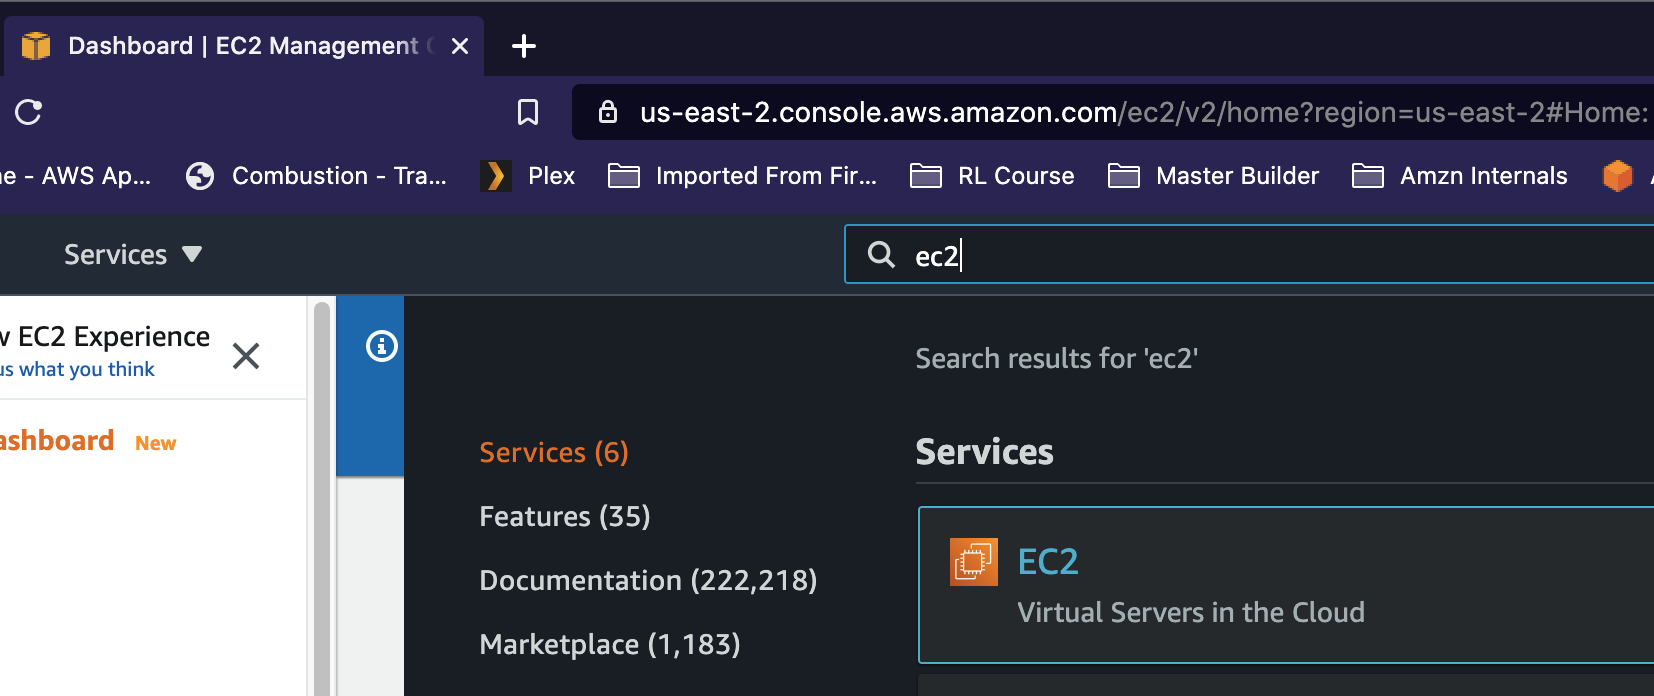 Dashboard | EC2 Management
us-east-2.console.aws.amazon.com/ec2/v2/home?region=us-east-2#Home:
e - AWS Ap... Combustion - Tra... Plex Imported From Fir... RL Course Master Builder Amzn Internals
Services ec2
EC2 Experience
us what you think
Search results for 'ec2'
ashboard New
Services (6)
Features (35)
Documentation (222,218)
Marketplace (1,183)
Services
EC2
Virtual Servers in the Cloud